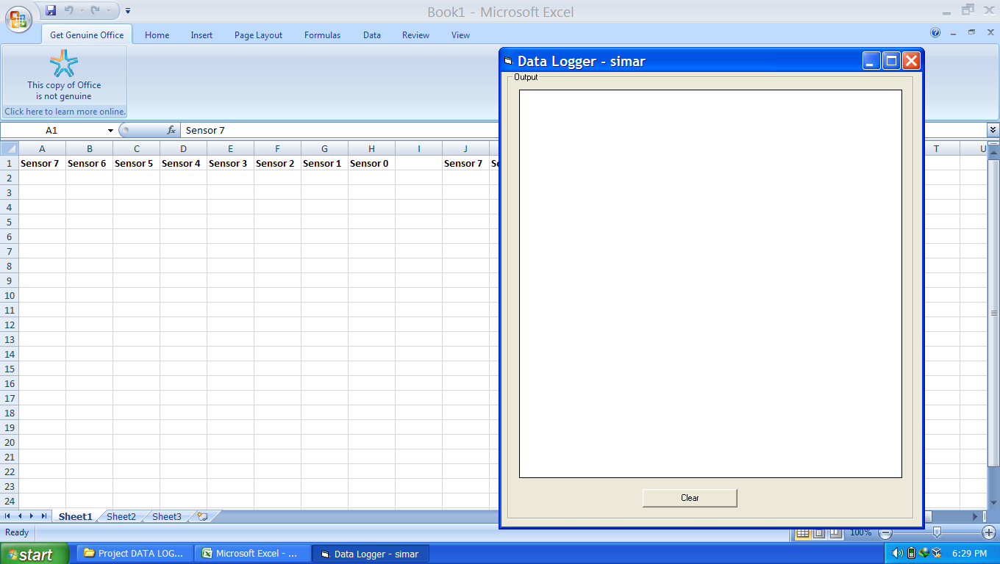 Book1 - Microsoft Excel
Get Genuine Office Home Insert Page Layout Formulas Data Review View
This copy of Office
is not genuine
Click here to learn more online.
A1 fx Sensor 7
A B C D E F G H I J T U
1 Sensor 7 Sensor 6 Sensor 5 Sensor 4 Sensor 3 Sensor 2 Sensor 1 Sensor 0 Sensor 7
2
3
4
5
6
7
8
9
10
11
12
13
14
15
16
17
18
19
20
21
22
23
24
Data Logger - simar
Output
Clear
Sheet1 Sheet2 Sheet3
Ready 100%
start Project DATA LOG... Microsoft Excel - ... Data Logger - simar 6:29 PM